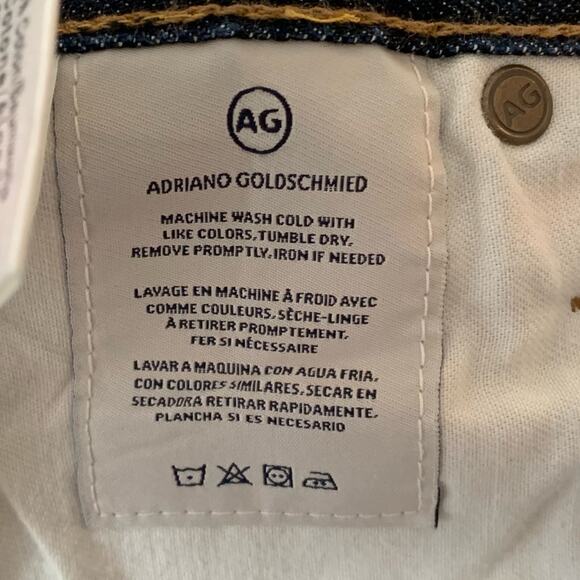 AG
AG
ADRIANO GOLDSCHMIED
MACHINE WASH COLD WITH
LIKE COLORS, TUMBLE DRY.
REMOVE PROMPTLY. IRON IF NEEDED
LAVAGE EN MACHINE À FROID AVEC
COMME COULEURS. SÈCHE-LINGE
À RETIRER PROMPTEMENT.
FER SI NÉCESSAIRE
LAVAR A MAQUINA CON AGUA FRIA.
CON COLORES SIMILARES. SECAR EN
SECADORA RETIRAR RAPIDAMENTE.
PLANCHA SI ES NECESARIO